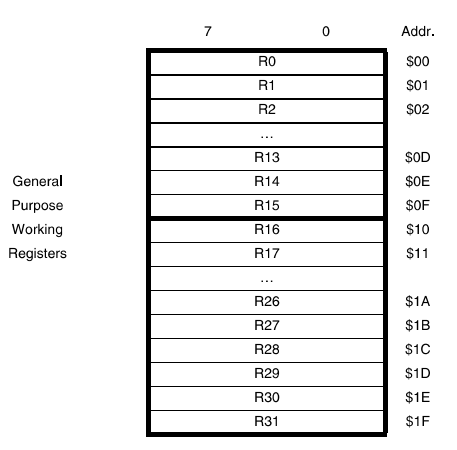 7 0 Addr.
R0 $00
R1 $01
R2 $02
...
R13 $0D
General R14 $0E
Purpose R15 $0F
Working R16 $10
Registers R17 $11
...
R26 $1A
R27 $1B
R28 $1C
R29 $1D
R30 $1E
R31 $1F